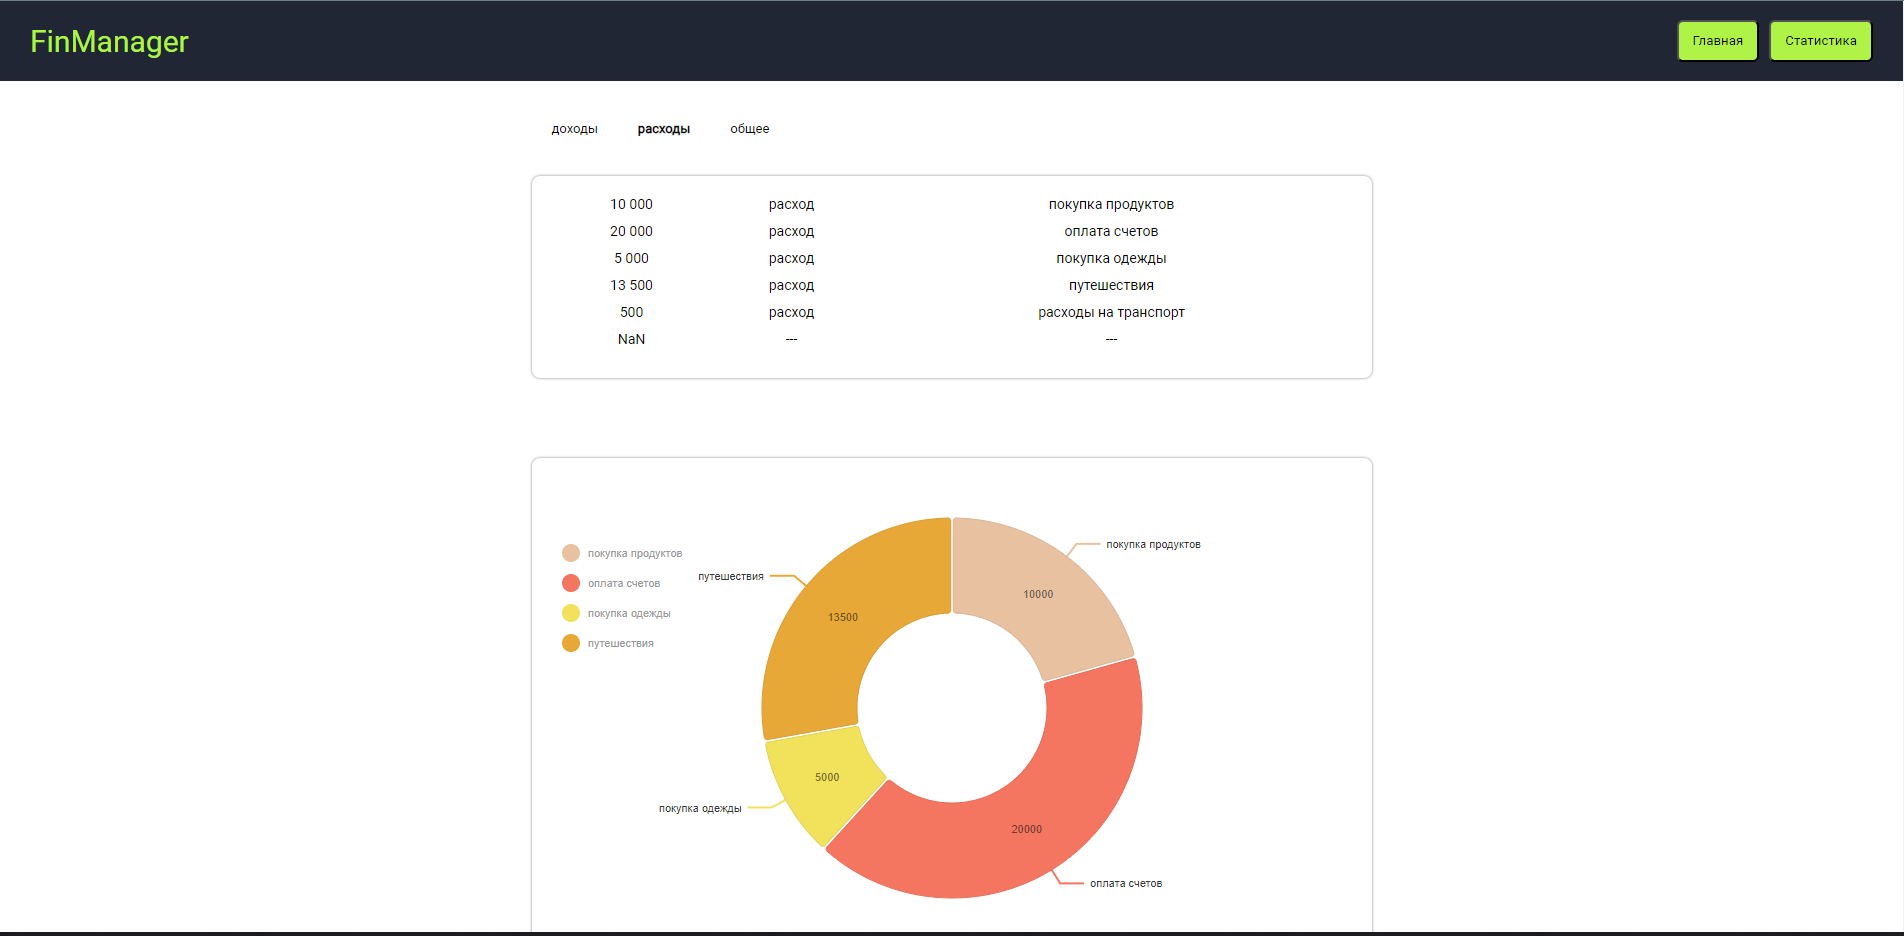 FinManager
Главная
Статистика
доходы расходы общее
10 000 расход покупка продуктов
20 000 расход оплата счетов
5 000 расход покупка одежды
13 500 расход путешествия
500 расход расходы на транспорт
NaN --- ---
покупка продуктов
оплата счетов
покупка одежды
путешествия
путешествия
покупка продуктов
13500
10000
5000
покупка одежды
20000
оплата счетов